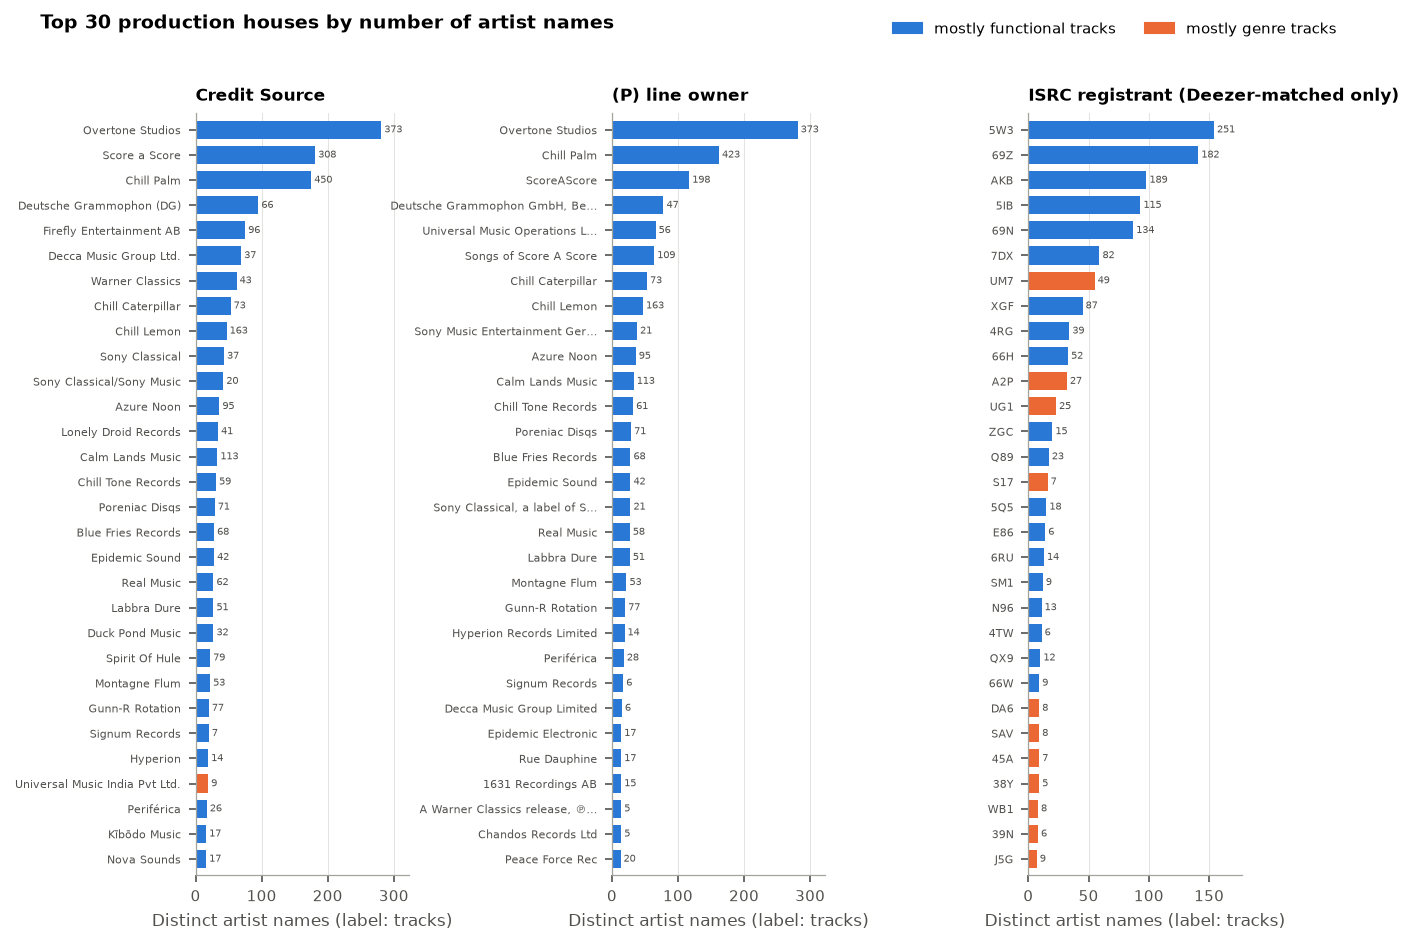 Top 30 production houses by number of artist names
mostly functional tracks
mostly genre tracks
Credit Source
Overtone Studios 373
Score a Score 308
Chill Palm 450
Deutsche Grammophon (DG) 66
Firefly Entertainment AB 96
Decca Music Group Ltd. 37
Warner Classics 43
Chill Caterpillar 73
Chill Lemon 163
Sony Classical 37
Sony Classical/Sony Music 20
Azure Noon 95
Lonely Droid Records 41
Calm Lands Music 113
Chill Tone Records 59
Poreniac Disqs 71
Blue Fries Records 68
Epidemic Sound 42
Real Music 62
Labbra Dure 51
Duck Pond Music 32
Spirit Of Hule 79
Montagne Flum 53
Gunn-R Rotation 77
Signum Records 7
Hyperion 14
Universal Music India Pvt Ltd. 9
Periférica 26
Kībōdo Music 17
Nova Sounds 17
0 100 200 300
Distinct artist names (label: tracks)
(P) line owner
Overtone Studios 373
Chill Palm 423
ScoreAScore 198
Deutsche Grammophon GmbH, Be... 47
Universal Music Operations L... 56
Songs of Score A Score 109
Chill Caterpillar 73
Chill Lemon 163
Sony Music Entertainment Ger... 21
Azure Noon 95
Calm Lands Music 113
Chill Tone Records 61
Poreniac Disqs 71
Blue Fries Records 68
Epidemic Sound 42
Sony Classical, a label of S... 21
Real Music 58
Labbra Dure 51
Montagne Flum 53
Gunn-R Rotation 77
Hyperion Records Limited 14
Periférica 28
Signum Records 6
Decca Music Group Limited 6
Epidemic Electronic 17
Rue Dauphine 17
1631 Recordings AB 15
A Warner Classics release, ℗... 5
Chandos Records Ltd 5
Peace Force Rec 20
0 100 200 300
Distinct artist names (label: tracks)
ISRC registrant (Deezer-matched only)
5W3 251
69Z 182
AKB 189
5IB 115
69N 134
7DX 82
UM7 49
XGF 87
4RG 39
66H 52
A2P 27
UG1 25
ZGC 15
Q89 23
S17 7
5Q5 18
E86 6
6RU 14
SM1 9
N96 13
4TW 6
QX9 12
66W 9
DA6 8
SAV 8
45A 7
38Y 5
WB1 8
39N 6
J5G 9
0 50 100 150
Distinct artist names (label: tracks)